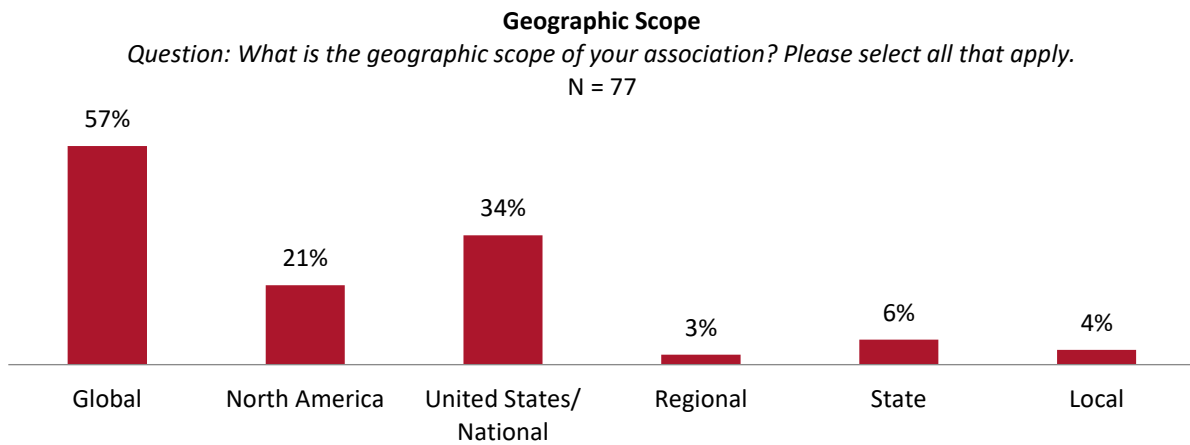 Geographic Scope
Question: What is the geographic scope of your association? Please select all that apply.
N = 77
57%
21%
34%
3%
6%
4%
Global
North America
United States/
National
Regional
State
Local